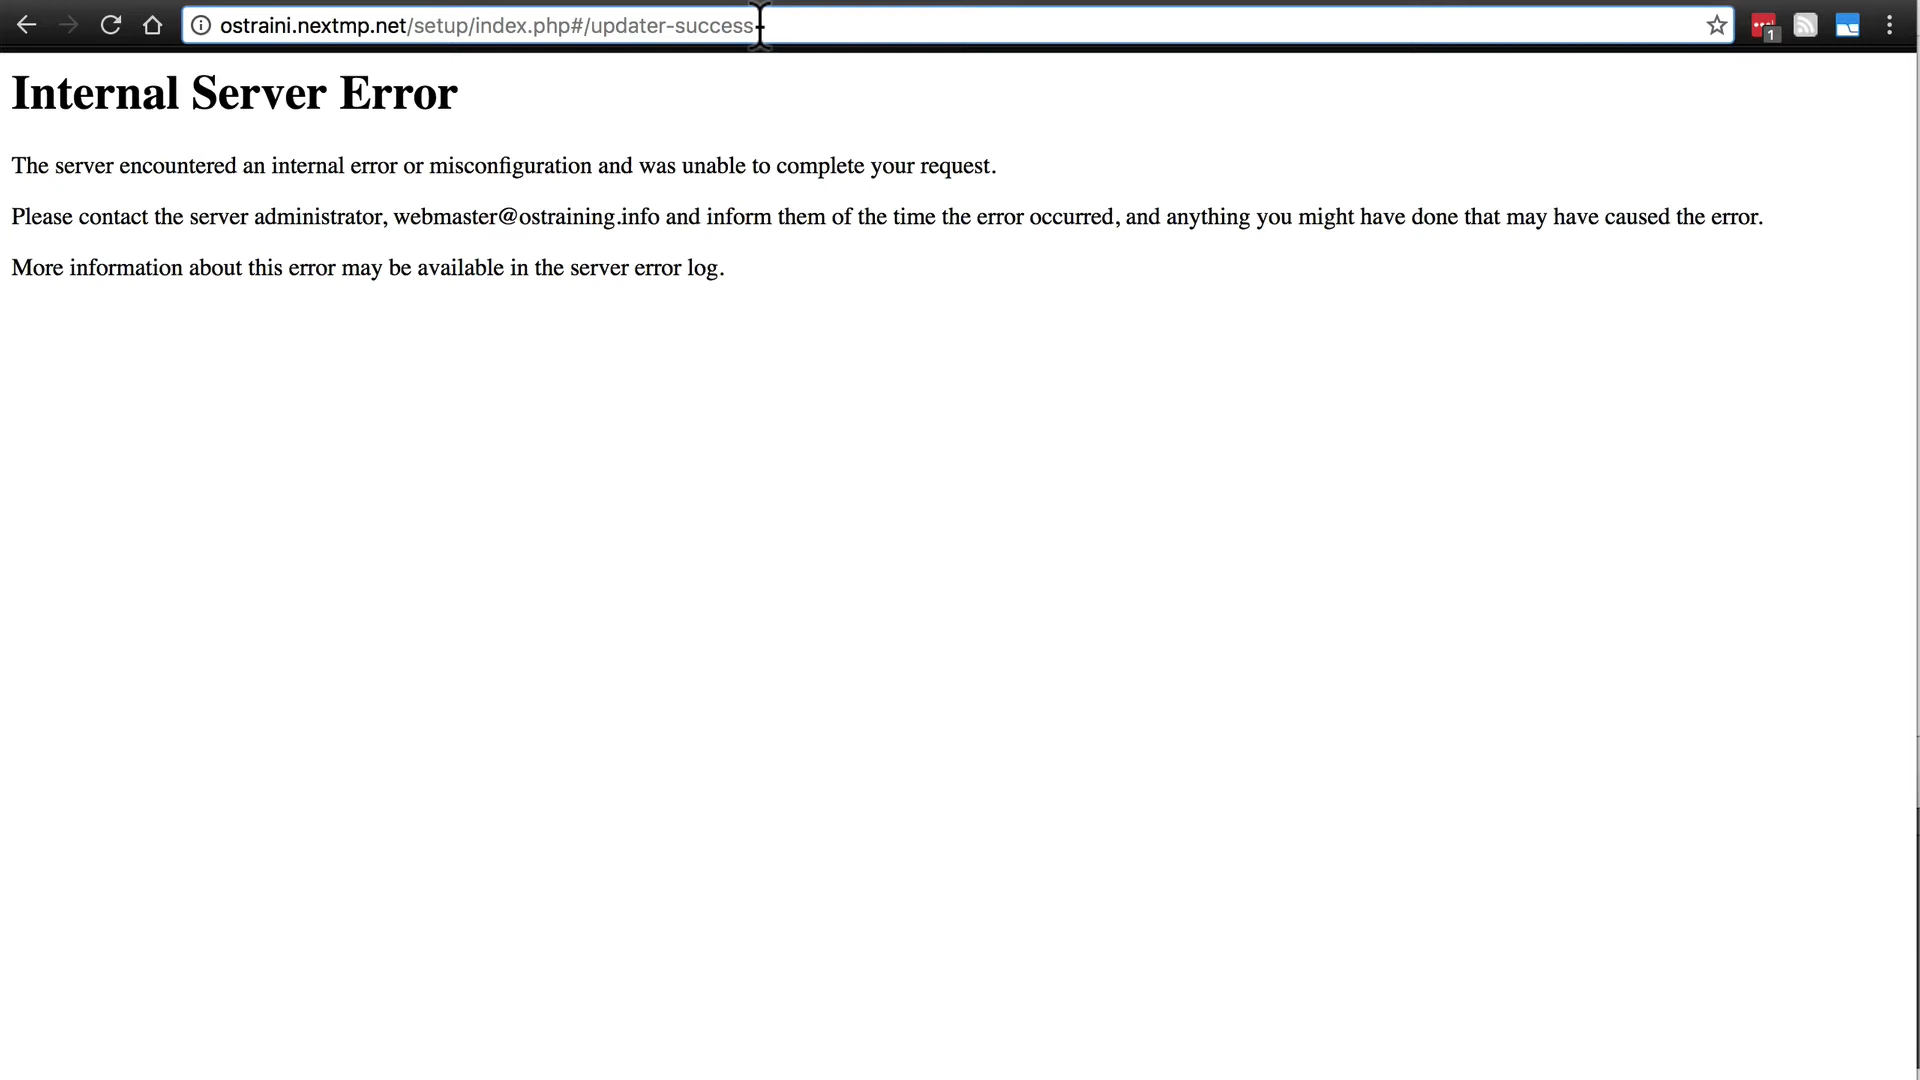 ostraini.nextmp.net/setup/index.php#/updater-success
1
Internal Server Error
The server encountered an internal error or misconfiguration and was unable to complete your request.
Please contact the server administrator, webmaster@ostraining.info and inform them of the time the error occurred, and anything you might have done that may have caused the error.
More information about this error may be available in the server error log.